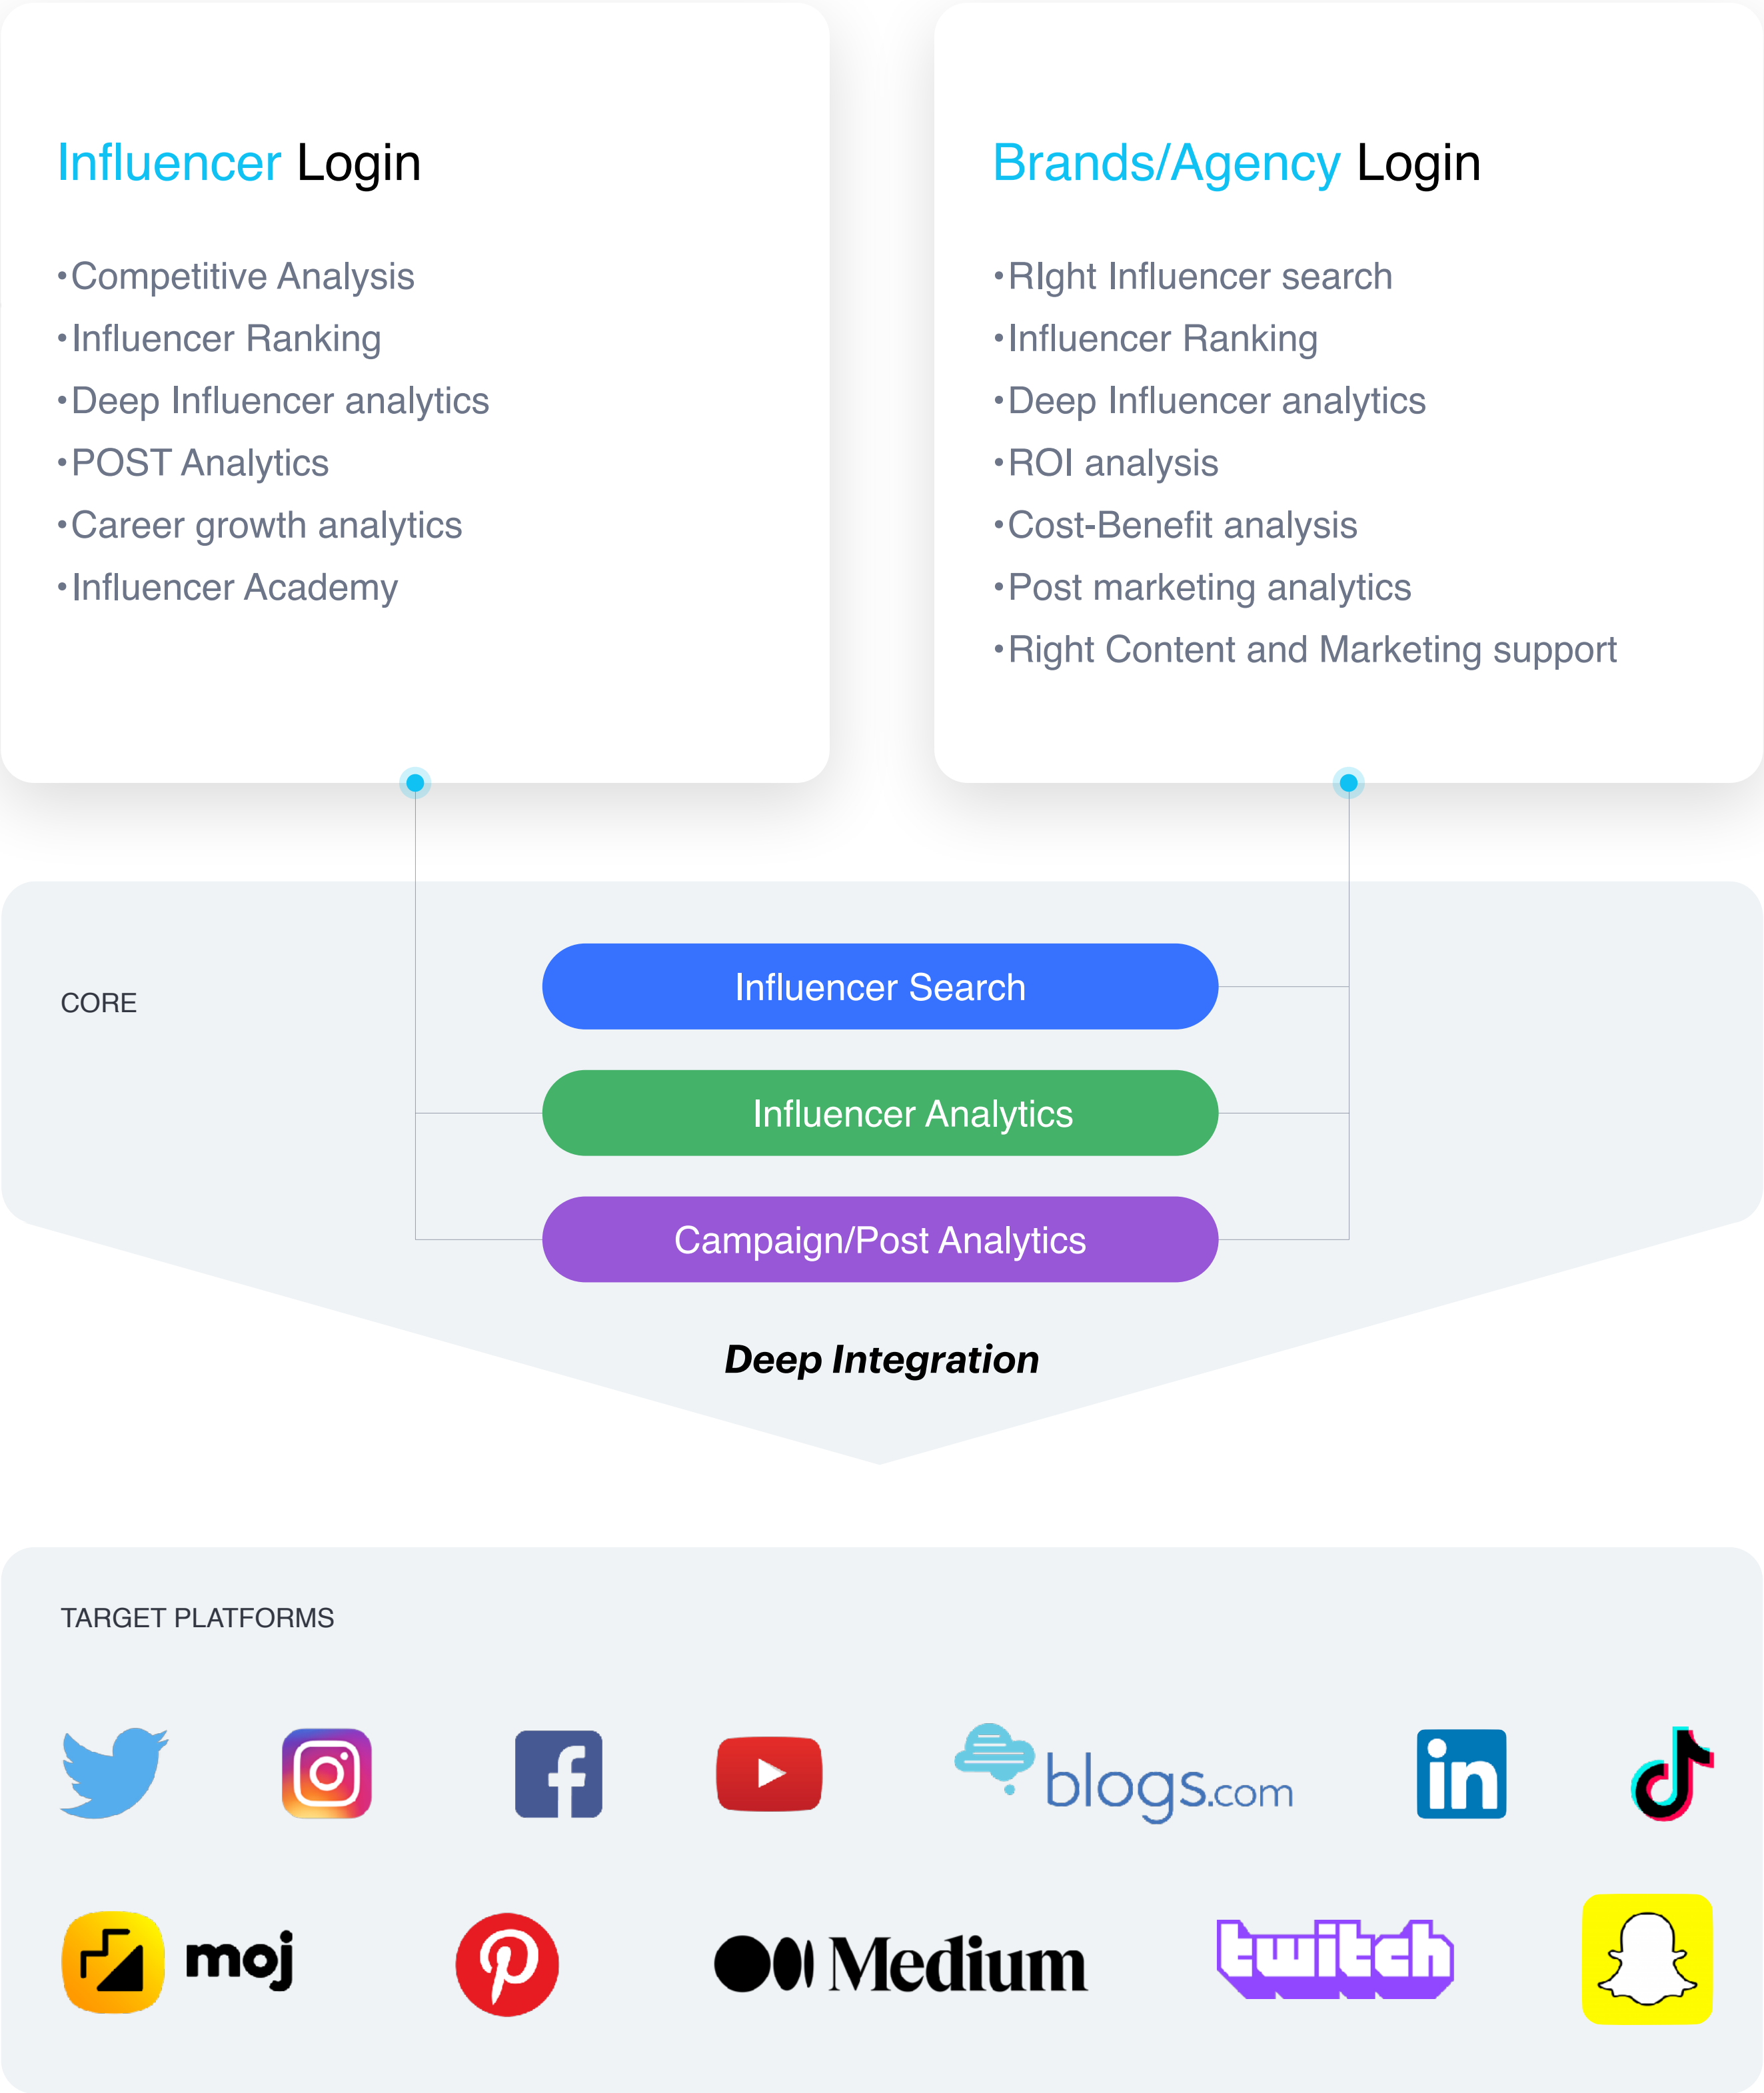 Influencer Login
•Competitive Analysis
•Influencer Ranking
•Deep Influencer analytics
•POST Analytics
•Career growth analytics
•Influencer Academy
Brands/Agency Login
•RIght Influencer search
•Influencer Ranking
•Deep Influencer analytics
•ROI analysis
•Cost-Benefit analysis
•Post marketing analytics
•Right Content and Marketing support
CORE
Influencer Search
Influencer Analytics
Campaign/Post Analytics
Deep Integration
TARGET PLATFORMS
f
blogs.com
in
moj
Medium
twitch